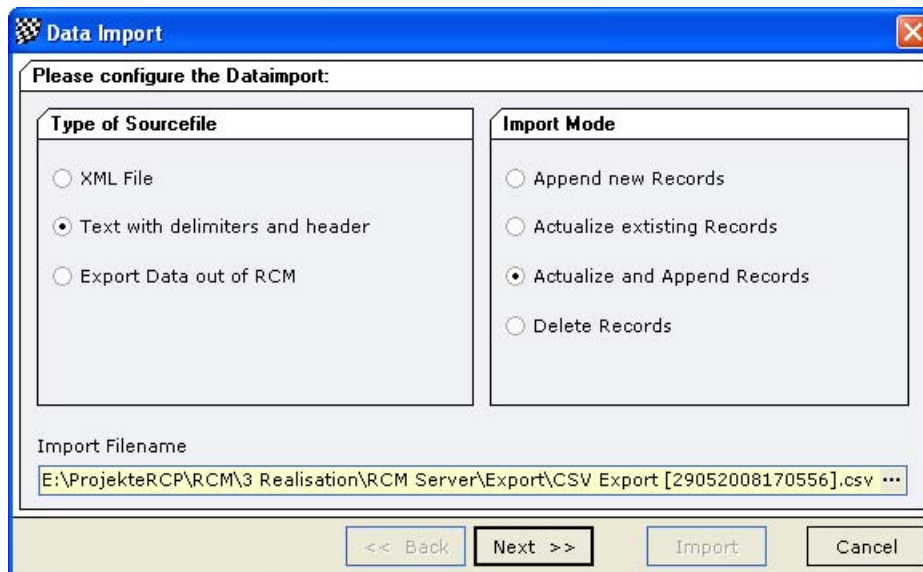 Data Import
Please configure the Dataimport:
Type of Sourcefile
XML File
Text with delimiters and header
Export Data out of RCM
Import Mode
Append new Records
Actualize extisting Records
Actualize and Append Records
Delete Records
Import Filename
E:\ProjekteRCP\RCM\3 Realisation\RCM Server\Export\CSV Export [29052008170556].csv ...
<< Back Next >> Import Cancel